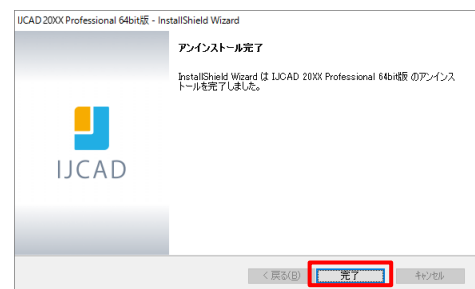 IJCAD 20XX Professional 64bit版 - InstallShield Wizard
アンインストール完了
InstallShield Wizard は IJCAD 20XX Professional 64bit版 のアンインス
トールを完了しました。
IJCAD
< 戻る(B)
完了
キャンセル